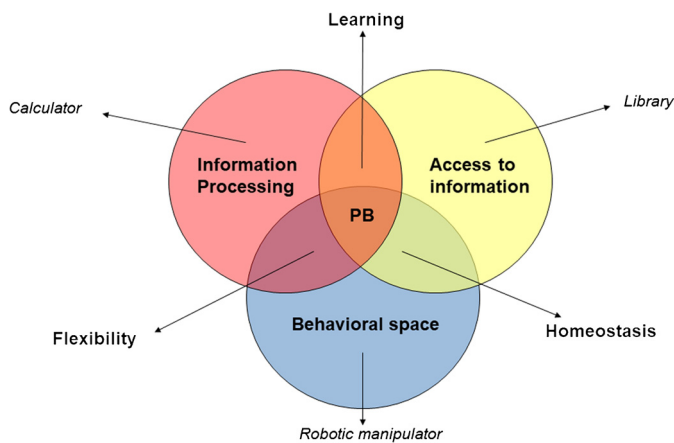 Learning
Calculator
Library
Information
Processing
Access to
information
PB
Flexibility
Behavioral space
Homeostasis
Robotic manipulator